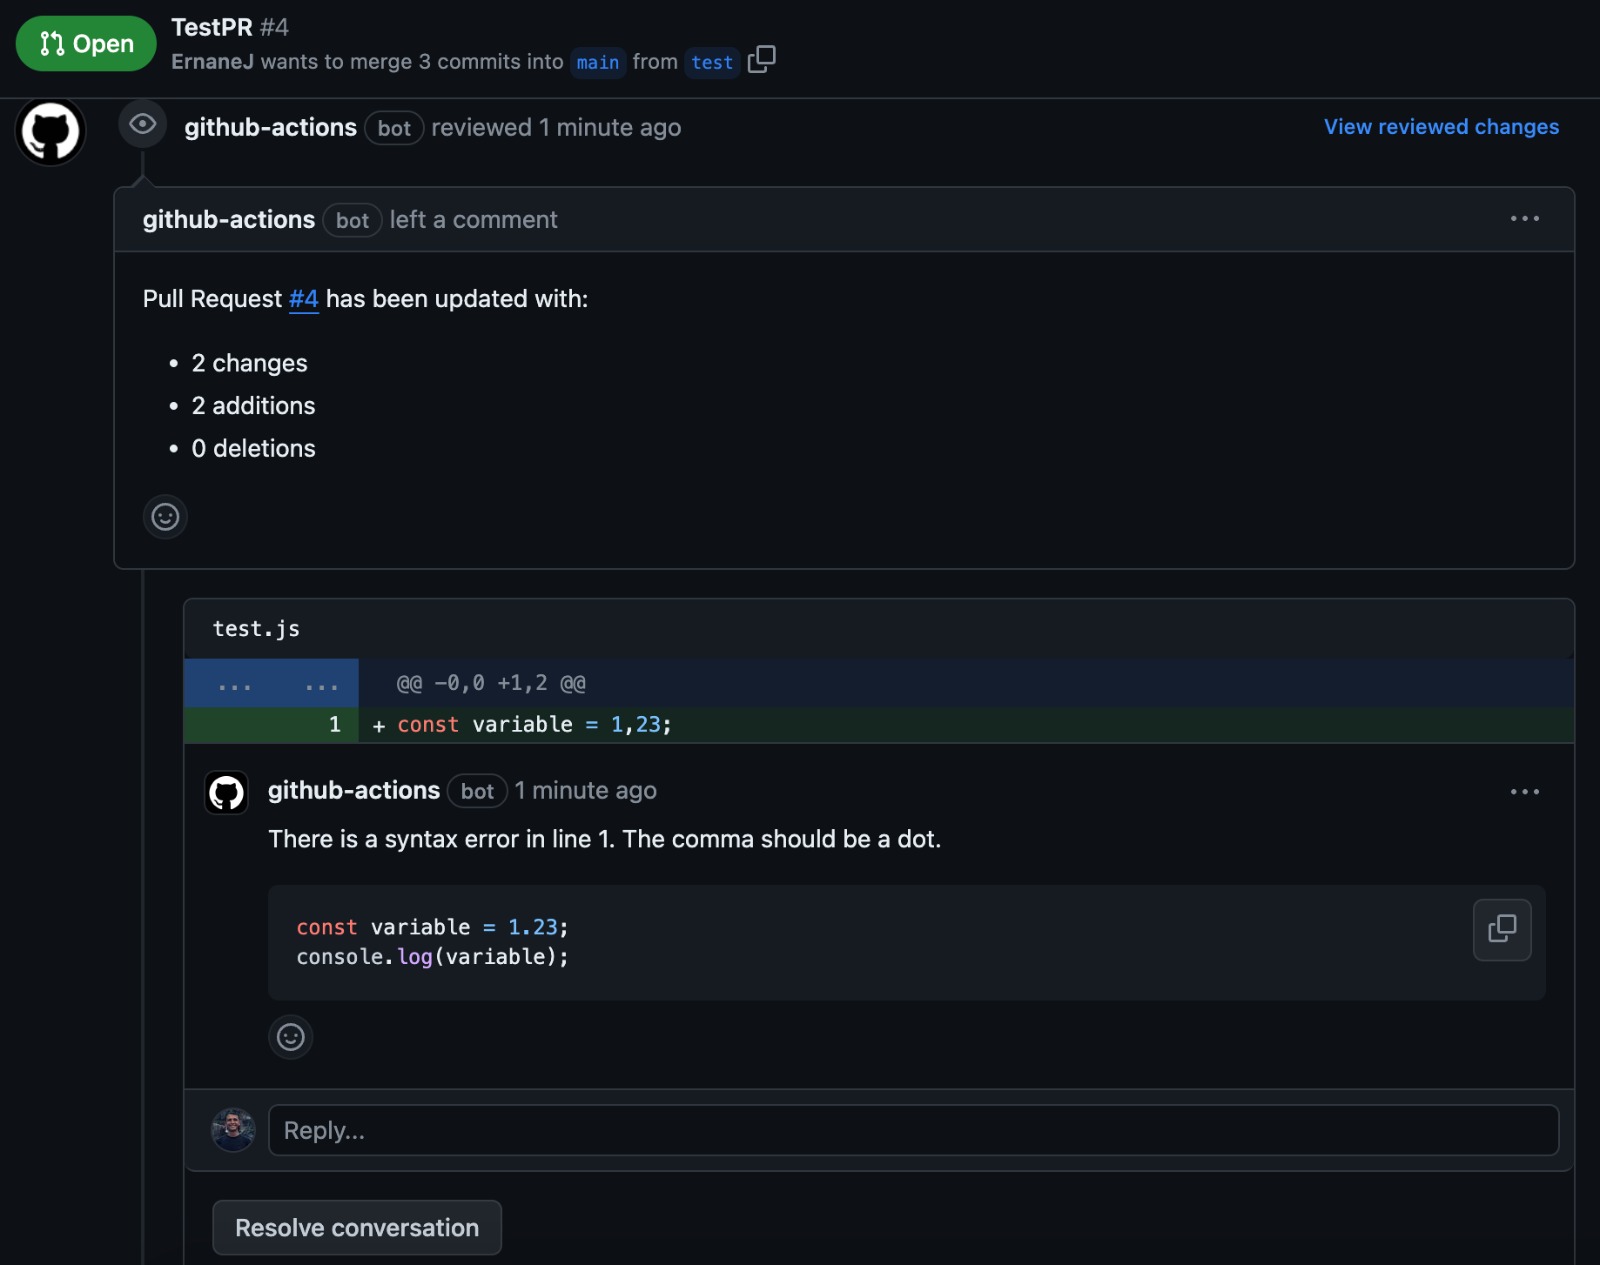 Open
TestPR #4
ErnaneJ wants to merge 3 commits into main from test
github-actions bot reviewed 1 minute ago
View reviewed changes
github-actions bot left a comment
Pull Request #4 has been updated with:
• 2 changes
• 2 additions
• 0 deletions
test.js
... ... @@ -0,0 +1,2 @@
1 + const variable = 1,23;
github-actions bot 1 minute ago
There is a syntax error in line 1. The comma should be a dot.
const variable = 1.23;
console.log(variable);
Reply...
Resolve conversation